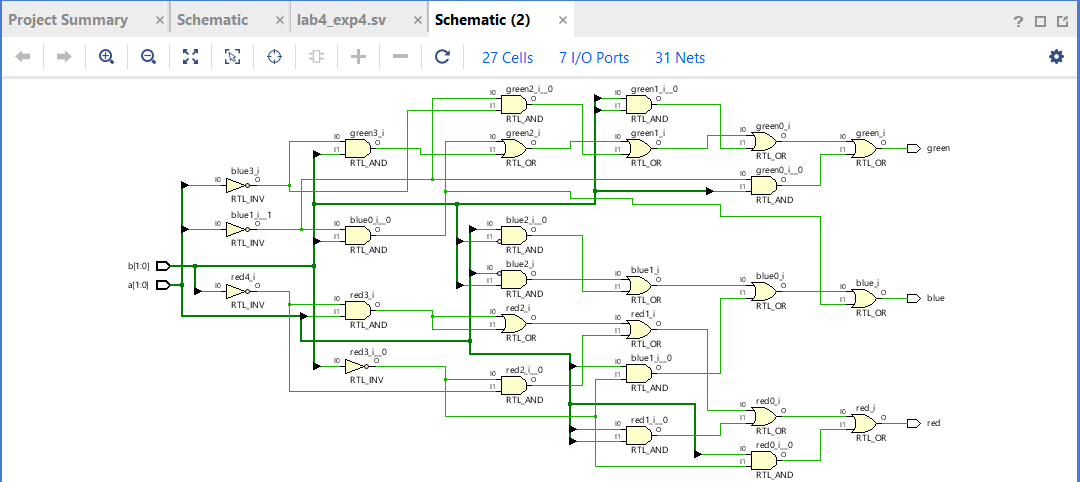 Project Summary × Schematic × lab4_exp4.sv × Schematic (2) × ?
27 Cells 7 I/O Ports 31 Nets
green2_i__0
I0 O
I1
RTL_AND
green1_i__0
I0 O
I1
RTL_AND
green3_i
I0 O
I1
RTL_AND
green2_i
I0 O
I1
RTL_OR
green1_i
I0 O
I1
RTL_OR
green0_i
I0 O
I1
RTL_OR
green_i
I0 O
I1
RTL_OR
green
blue3_i
I0 O
RTL_INV
green0_i__0
I0 O
I1
RTL_AND
blue1_i__1
I0 O
RTL_INV
blue0_i__0
I0 O
I1
RTL_AND
blue2_i__0
I0 O
I1
RTL_AND
b[1:0]
a[1:0]
red4_i
I0 O
RTL_INV
blue2_i
I0 O
I1
RTL_AND
blue1_i
I0 O
I1
RTL_OR
blue0_i
I0 O
I1
RTL_OR
blue_i
I0 O
I1
RTL_OR
blue
red3_i
I0 O
I1
RTL_AND
red2_i
I0 O
I1
RTL_OR
red1_i
I0 O
I1
RTL_OR
red3_i__0
I0 O
RTL_INV
red2_i__0
I0 O
I1
RTL_AND
blue1_i__0
I0 O
I1
RTL_AND
red1_i__0
I0 O
I1
RTL_AND
red0_i
I0 O
I1
RTL_OR
red_i
I0 O
I1
RTL_OR
red
red0_i__0
I0 O
I1
RTL_AND